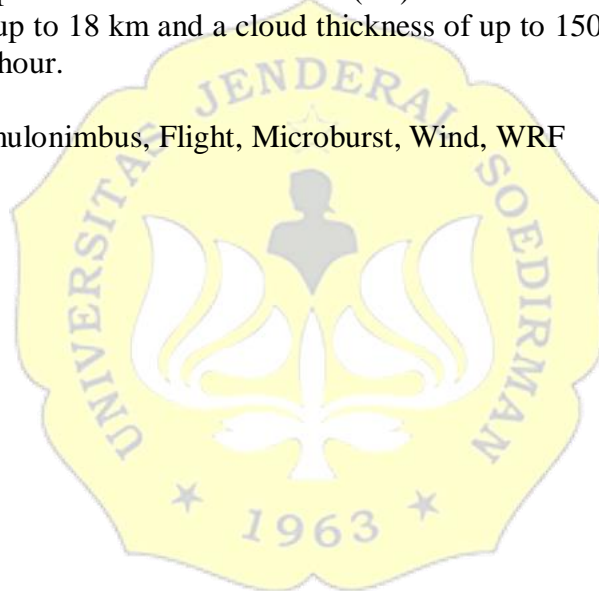 up to 18 km and a cloud thickness of up to 150
hour.
nulonimbus, Flight, Microburst, Wind, WRF
UNIVERSITAS JENDERAL SOEDIRMAN
1963